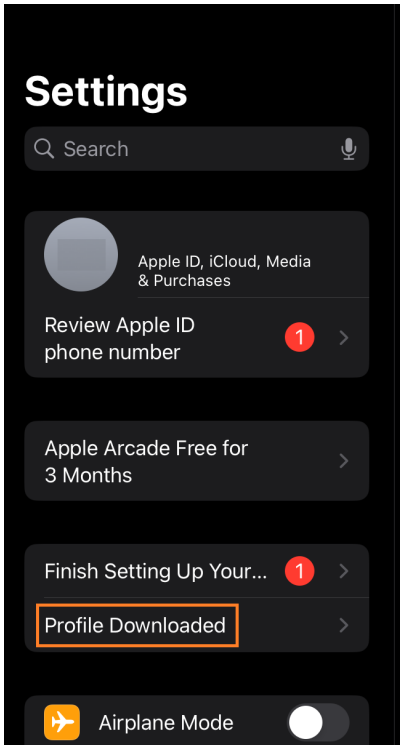 Settings
Search
Apple ID, iCloud, Media
& Purchases
Review Apple ID
phone number
1
Apple Arcade Free for
3 Months
Finish Setting Up Your...
1
Profile Downloaded
Airplane Mode